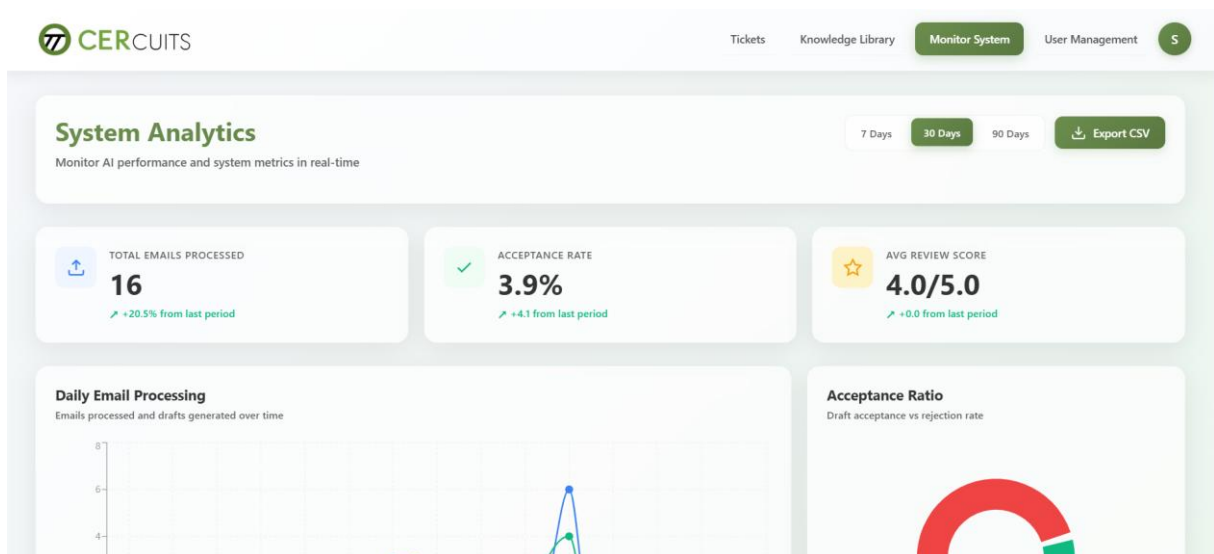 CERCUITS
Tickets Knowledge Library Monitor System User Management S
System Analytics
Monitor AI performance and system metrics in real-time
7 Days 30 Days 90 Days Export CSV
TOTAL EMAILS PROCESSED
16
+20.5% from last period
ACCEPTANCE RATE
3.9%
+4.1 from last period
AVG REVIEW SCORE
4.0/5.0
+0.0 from last period
Daily Email Processing
Emails processed and drafts generated over time
8
6
4
Acceptance Ratio
Draft acceptance vs rejection rate